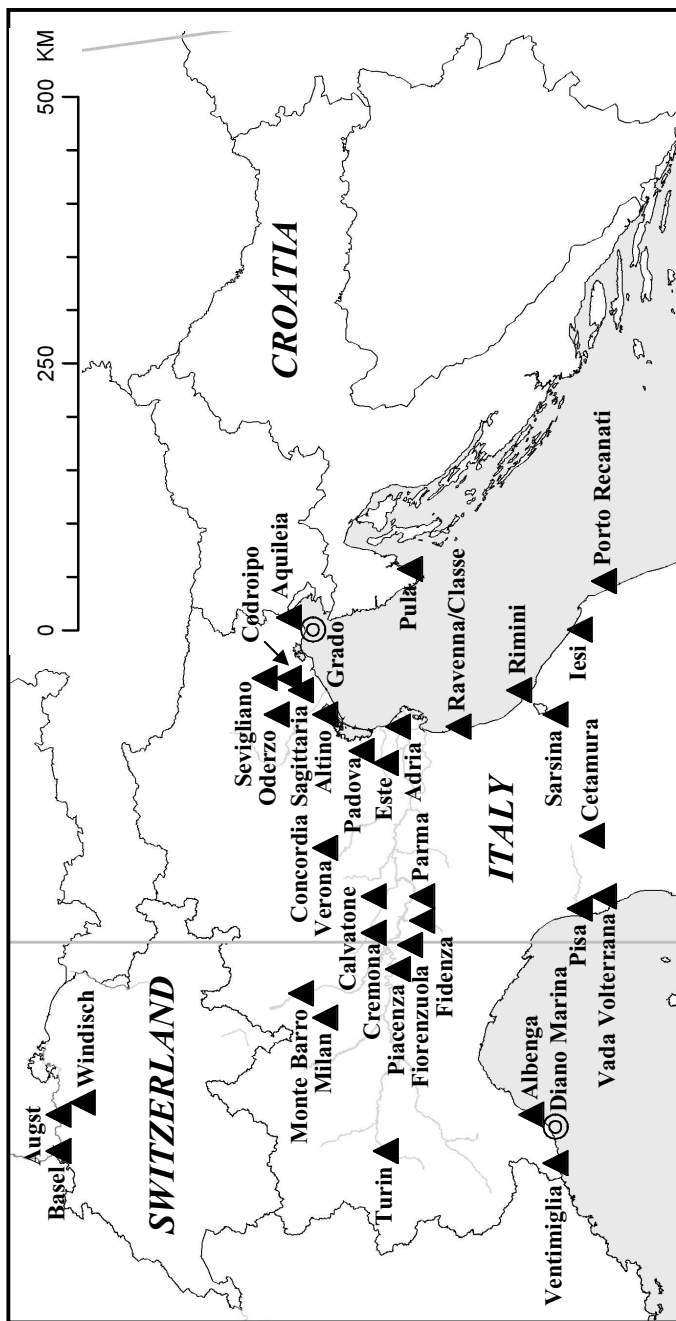 0 250 500 KM
Augst
Basel
Windisch
SWITZERLAND
CROATIA
Monte Barro
Milan
Turin
Calvatone
Cremona
Piacenza
Fiorenzuola
Fidenza
Parma
Verona
Sevigliano
Oderzo
Codroipo
Aquileia
Concordia Sagittaria
Altino
Grado
Padova
Este
Adria
Pula
Ravenna/Classe
ITALY
Rimini
Sarsina
Iesi
Porto Recanati
Cetamura
Pisa
Vada Volterrana
Albenga
Diano Marina
Ventimiglia